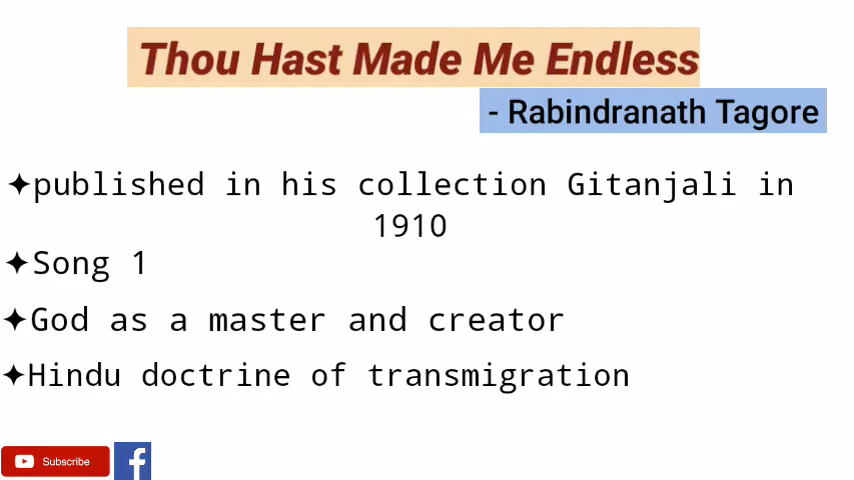 Thou Hast Made Me Endless
- Rabindranath Tagore
✦published in his collection Gitanjali in
1910
✦Song 1
✦God as a master and creator
✦Hindu doctrine of transmigration
Subscribe